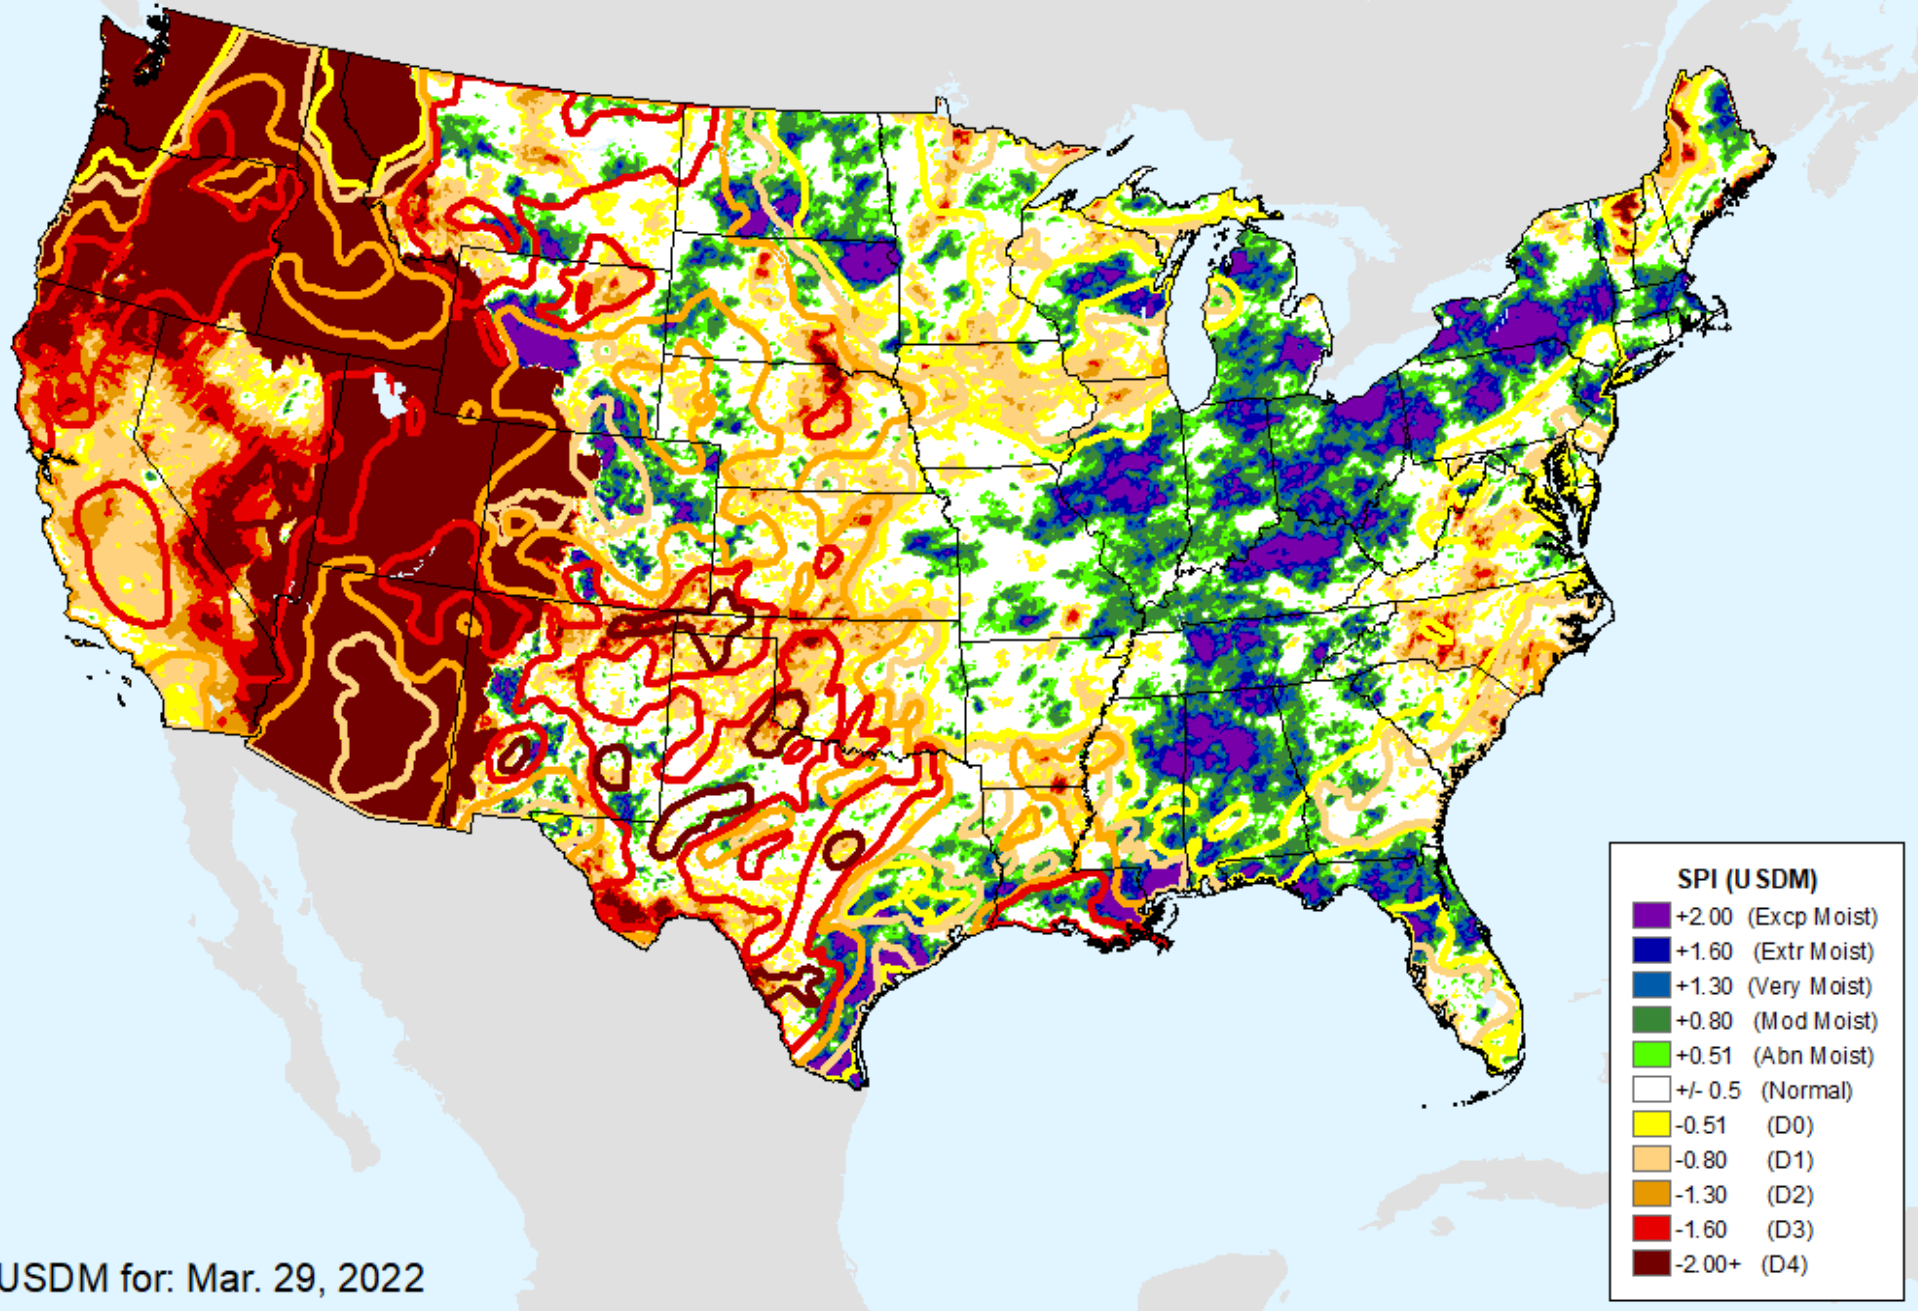 SPI (USDM)
+2.00 (Excp Moist)
+1.60 (Extr Moist)
+1.30 (Very Moist)
+0.80 (Mod Moist)
+0.51 (Abn Moist)
+/- 0.5 (Normal)
-0.51 (D0)
-0.80 (D1)
-1.30 (D2)
-1.60 (D3)
-2.00+ (D4)
USDM for: Mar. 29, 2022